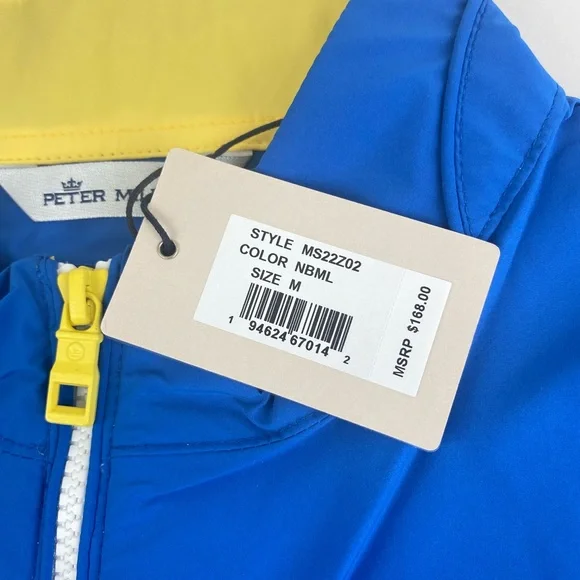 PETER
STYLE MS22Z02
COLOR NBML
SIZE M
1 94624 67014 2
MSRP $168.00